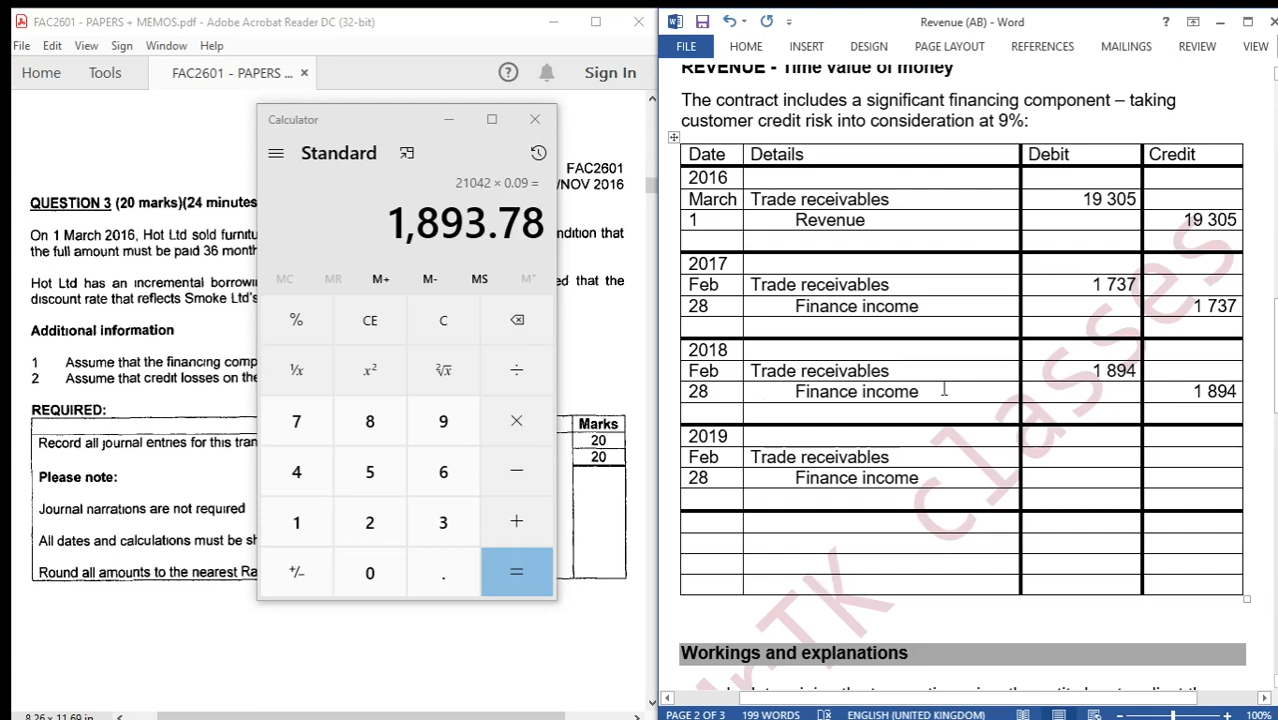 FAC2601 - PAPERS + MEMOS.pdf - Adobe Acrobat Reader DC (32-bit)
File Edit View Sign Window Help
Home Tools FAC2601 - PAPERS ... × Sign In
FAC2601
/NOV 2016
QUESTION 3 (20 marks)(24 minutes
On 1 March 2016, Hot Ltd sold furnitu
ndition that
the full amount must be paid 36 month
Hot Ltd has an incremental borrowin
ed that the
discount rate that reflects Smoke Ltd's
Additional information
1 Assume that the financing comp
2 Assume that credit losses on the
REQUIRED:
Marks
Record all journal entries for this tran 20
20
Please note:
Journal narrations are not required
All dates and calculations must be sh
Round all amounts to the nearest Ra
8.26 x 11.69 in
Calculator
Standard
21042 × 0.09 =
1,893.78
MC MR M+ M- MS M˅
% CE C
¹/x x² ²√x ÷
7 8 9 ×
4 5 6 −
1 2 3 +
+/- 0 . =
Revenue (AB) - Word
FILE HOME INSERT DESIGN PAGE LAYOUT REFERENCES MAILINGS REVIEW VIEW
REVENUE - Time value of money
The contract includes a significant financing component – taking
customer credit risk into consideration at 9%:
Date Details Debit Credit
2016
March Trade receivables 19 305
1 Revenue 19 305
2017
Feb Trade receivables 1 737
28 Finance income 1 737
2018
Feb Trade receivables 1 894
28 Finance income 1 894
2019
Feb Trade receivables
28 Finance income
Workings and explanations
MrTK classes
PAGE 2 OF 3 199 WORDS ENGLISH (UNITED KINGDOM) 100%